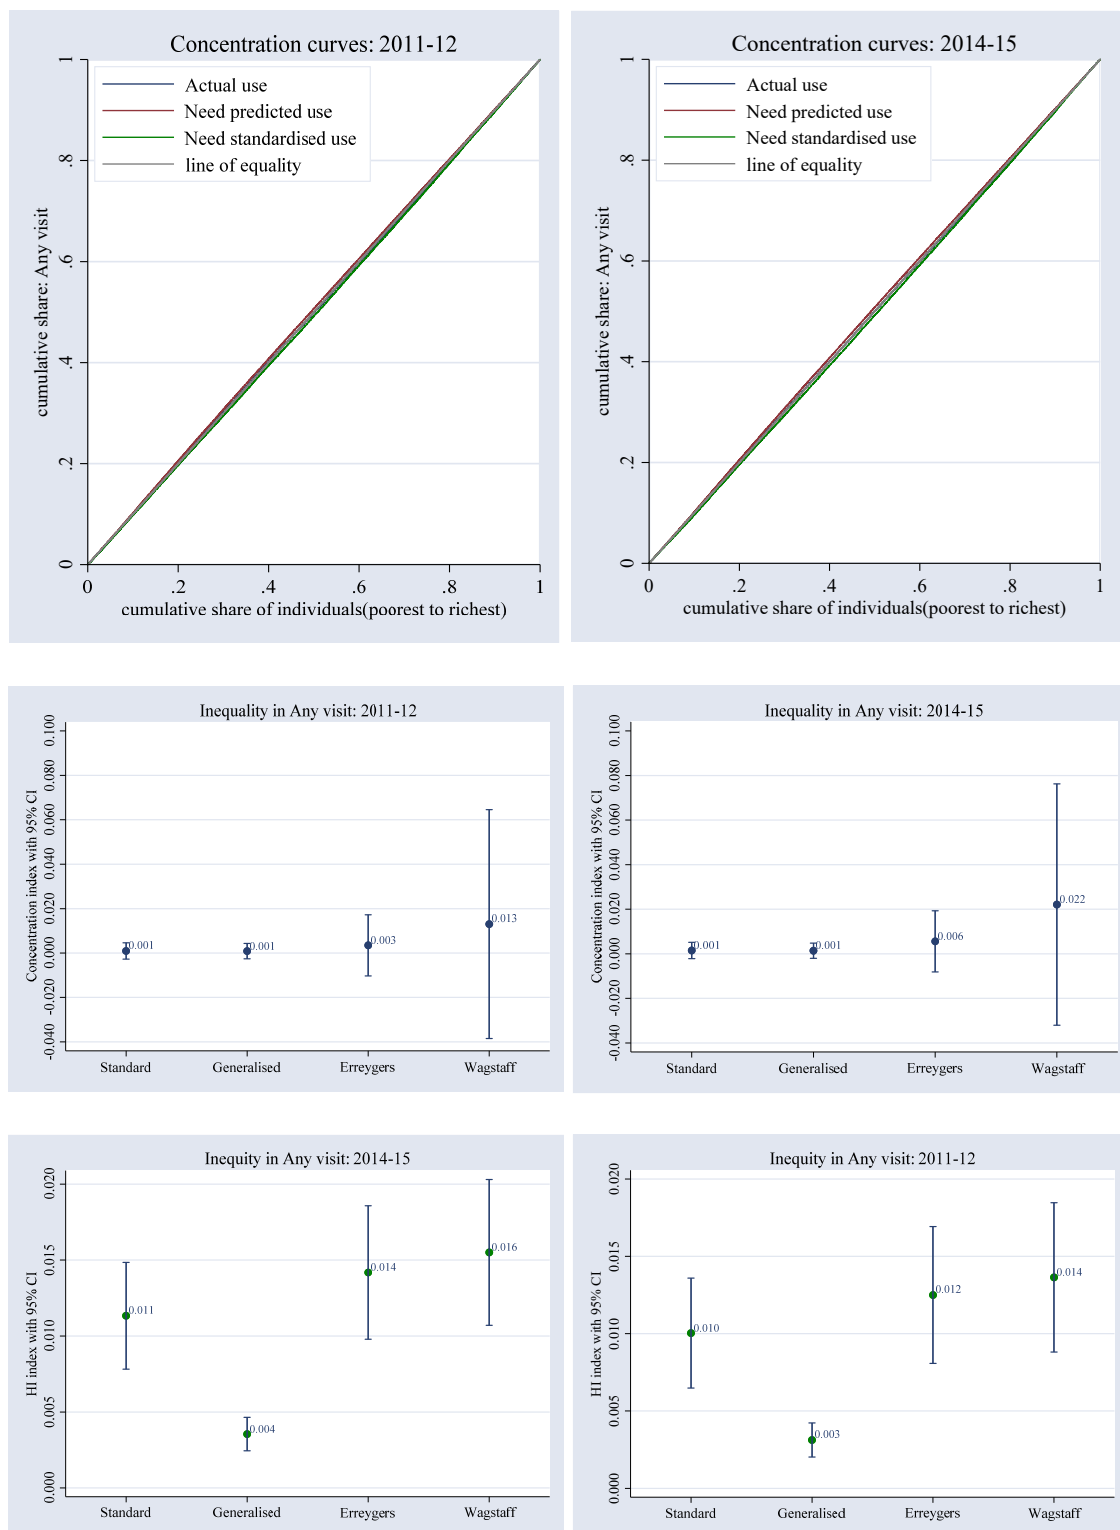 Concentration curves: 2011-12
Actual use
Need predicted use
Need standardised use
line of equality
cumulative share: Any visit
0 .2 .4 .6 .8 1
0 .2 .4 .6 .8 1
cumulative share of individuals(poorest to richest)
Concentration curves: 2014-15
Actual use
Need predicted use
Need standardised use
line of equality
cumulative share: Any visit
0 .2 .4 .6 .8 1
0 .2 .4 .6 .8 1
cumulative share of individuals(poorest to richest)
Inequality in Any visit: 2011-12
Concentration index with 95% CI
-0.040 -0.020 0.000 0.020 0.040 0.060 0.080 0.100
0.001
0.001
0.003
0.013
Standard Generalised Erreygers Wagstaff
Inequality in Any visit: 2014-15
Concentration index with 95% CI
-0.040 -0.020 0.000 0.020 0.040 0.060 0.080 0.100
0.001
0.001
0.006
0.022
Standard Generalised Erreygers Wagstaff
Inequity in Any visit: 2014-15
HI index with 95% CI
0.000 0.005 0.010 0.015 0.020
0.011
0.004
0.014
0.016
Standard Generalised Erreygers Wagstaff
Inequity in Any visit: 2011-12
HI index with 95% CI
0.000 0.005 0.010 0.015 0.020
0.010
0.003
0.012
0.014
Standard Generalised Erreygers Wagstaff